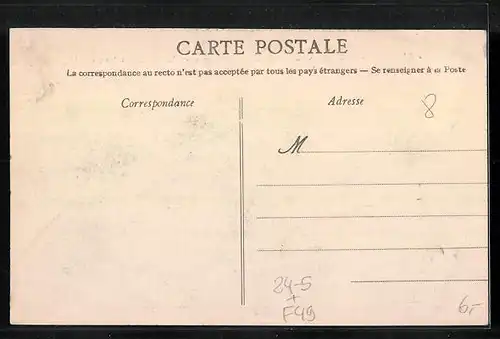 CARTE POSTALE
La correspondance au recto n'est pas acceptée par tous les pays étrangers — Se renseigner à la Poste
Correspondance
Adresse
8
M
24-5
+
F49
6,-